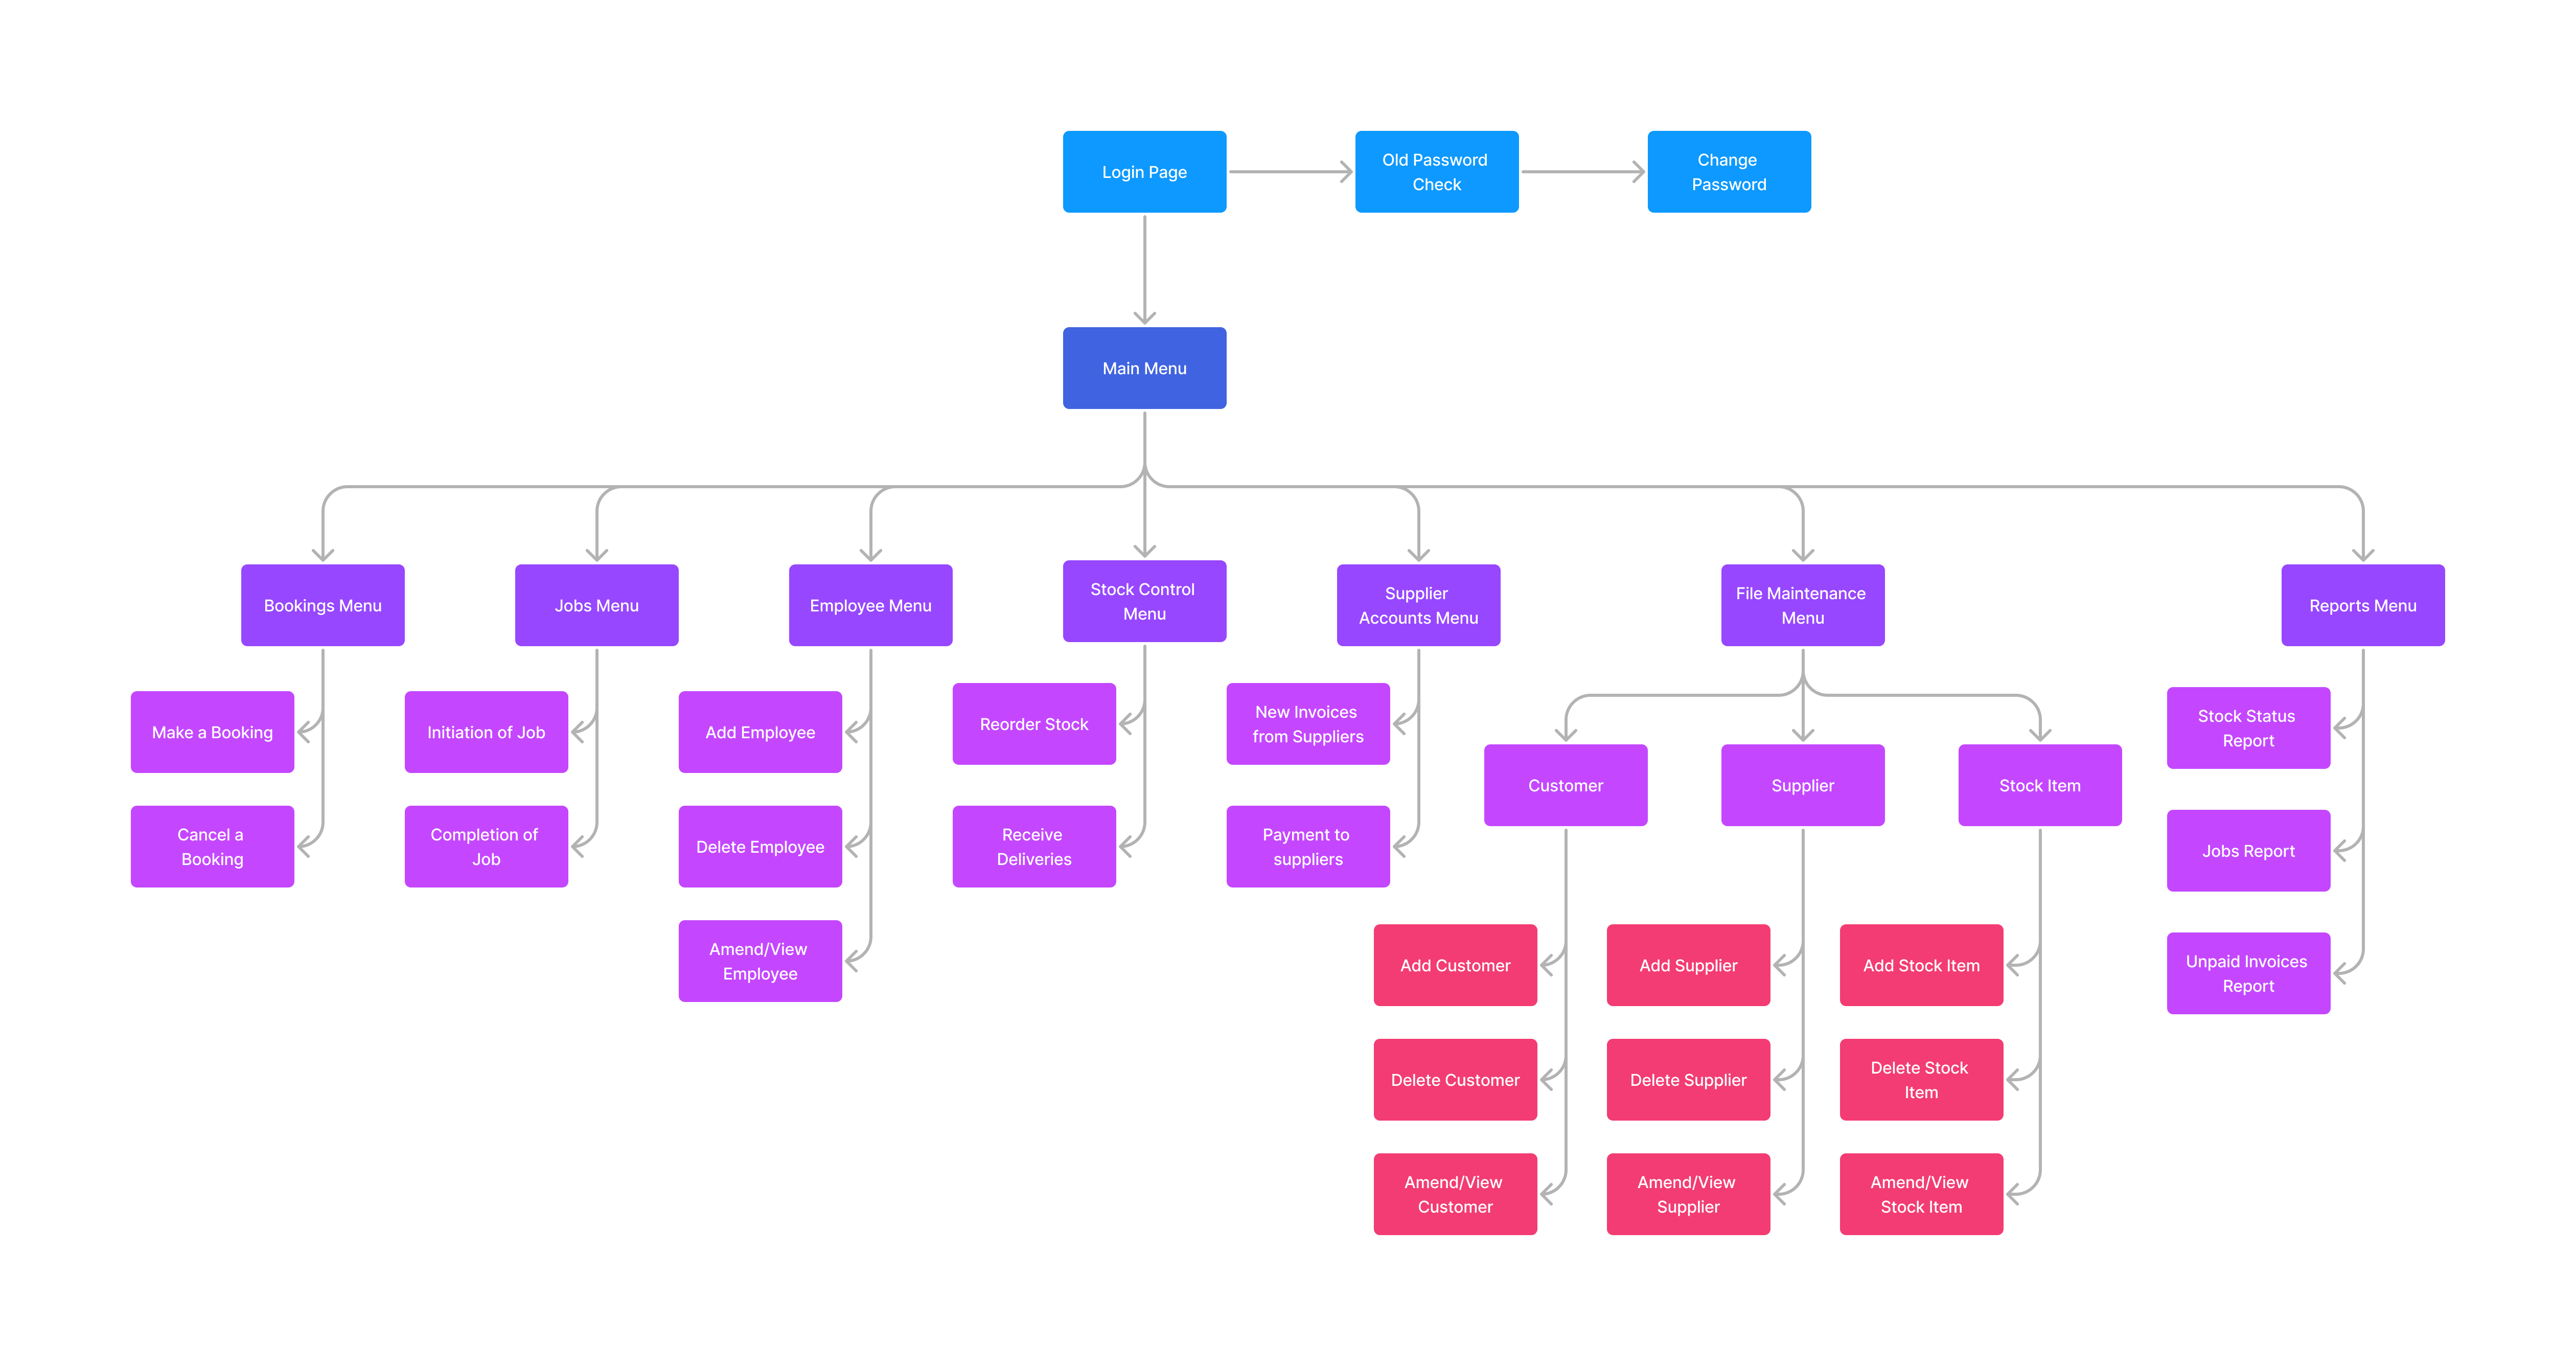 Login Page
Old Password
Check
Change
Password
Main Menu
Bookings Menu
Jobs Menu
Employee Menu
Stock Control
Menu
Supplier
Accounts Menu
File Maintenance
Menu
Reports Menu
Make a Booking
Cancel a
Booking
Initiation of Job
Completion of
Job
Add Employee
Delete Employee
Amend/View
Employee
Reorder Stock
Receive
Deliveries
New Invoices
from Suppliers
Payment to
suppliers
Customer
Supplier
Stock Item
Add Customer
Delete Customer
Amend/View
Customer
Add Supplier
Delete Supplier
Amend/View
Supplier
Add Stock Item
Delete Stock
Item
Amend/View
Stock Item
Stock Status
Report
Jobs Report
Unpaid Invoices
Report